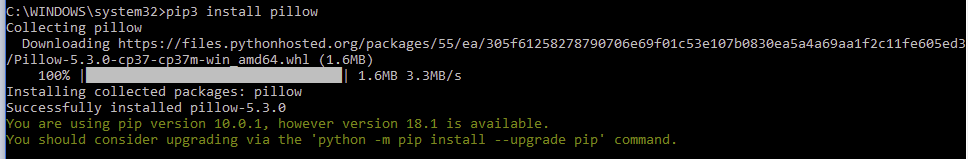 C:\WINDOWS\system32>pip3 install pillow
Collecting pillow
  Downloading https://files.pythonhosted.org/packages/55/ea/305f61258278790706e69f01c53e107b0830ea5a4a69aa1f2c11fe605ed3
/Pillow-5.3.0-cp37-cp37m-win_amd64.whl (1.6MB)
    100% |████████████████████████████████| 1.6MB 3.3MB/s
Installing collected packages: pillow
Successfully installed pillow-5.3.0
You are using pip version 10.0.1, however version 18.1 is available.
You should consider upgrading via the 'python -m pip install --upgrade pip' command.